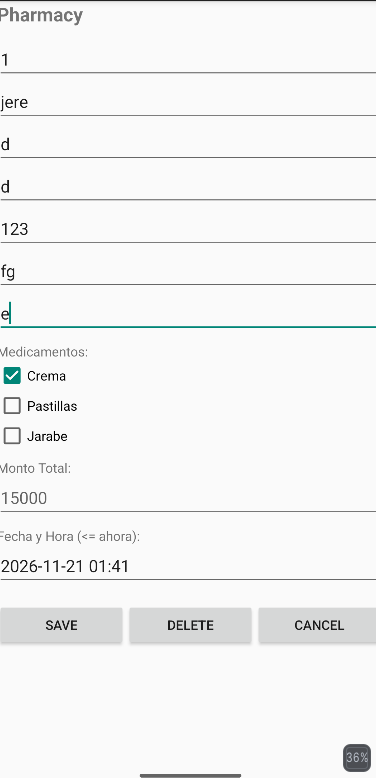 Pharmacy
1
jere
d
d
123
fg
e
Medicamentos:
Crema
Pastillas
Jarabe
Monto Total:
15000
Fecha y Hora (<= ahora):
2026-11-21 01:41
SAVE DELETE CANCEL
36%